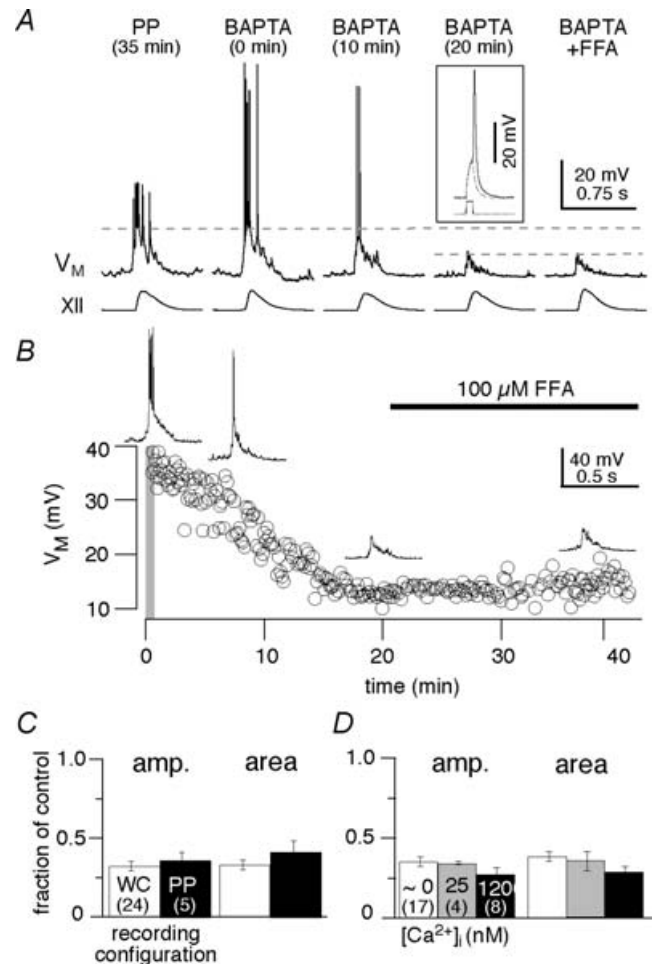 A
PP BAPTA BAPTA BAPTA BAPTA
(35 min) (0 min) (10 min) (20 min) +FFA
20 mV
20 mV
0.75 s
VM
XII
B
100 µM FFA
40
30
20
10
VM (mV)
40 mV
0.5 s
0 10 20 30 40
time (min)
C D
1.0 amp. area 1.0 amp. area
0.5 0.5
0 0
fraction of control
WC PP
(24) (5)
~ 0 25 120
(17) (4) (8)
recording
configuration
[Ca2+]i (nM)